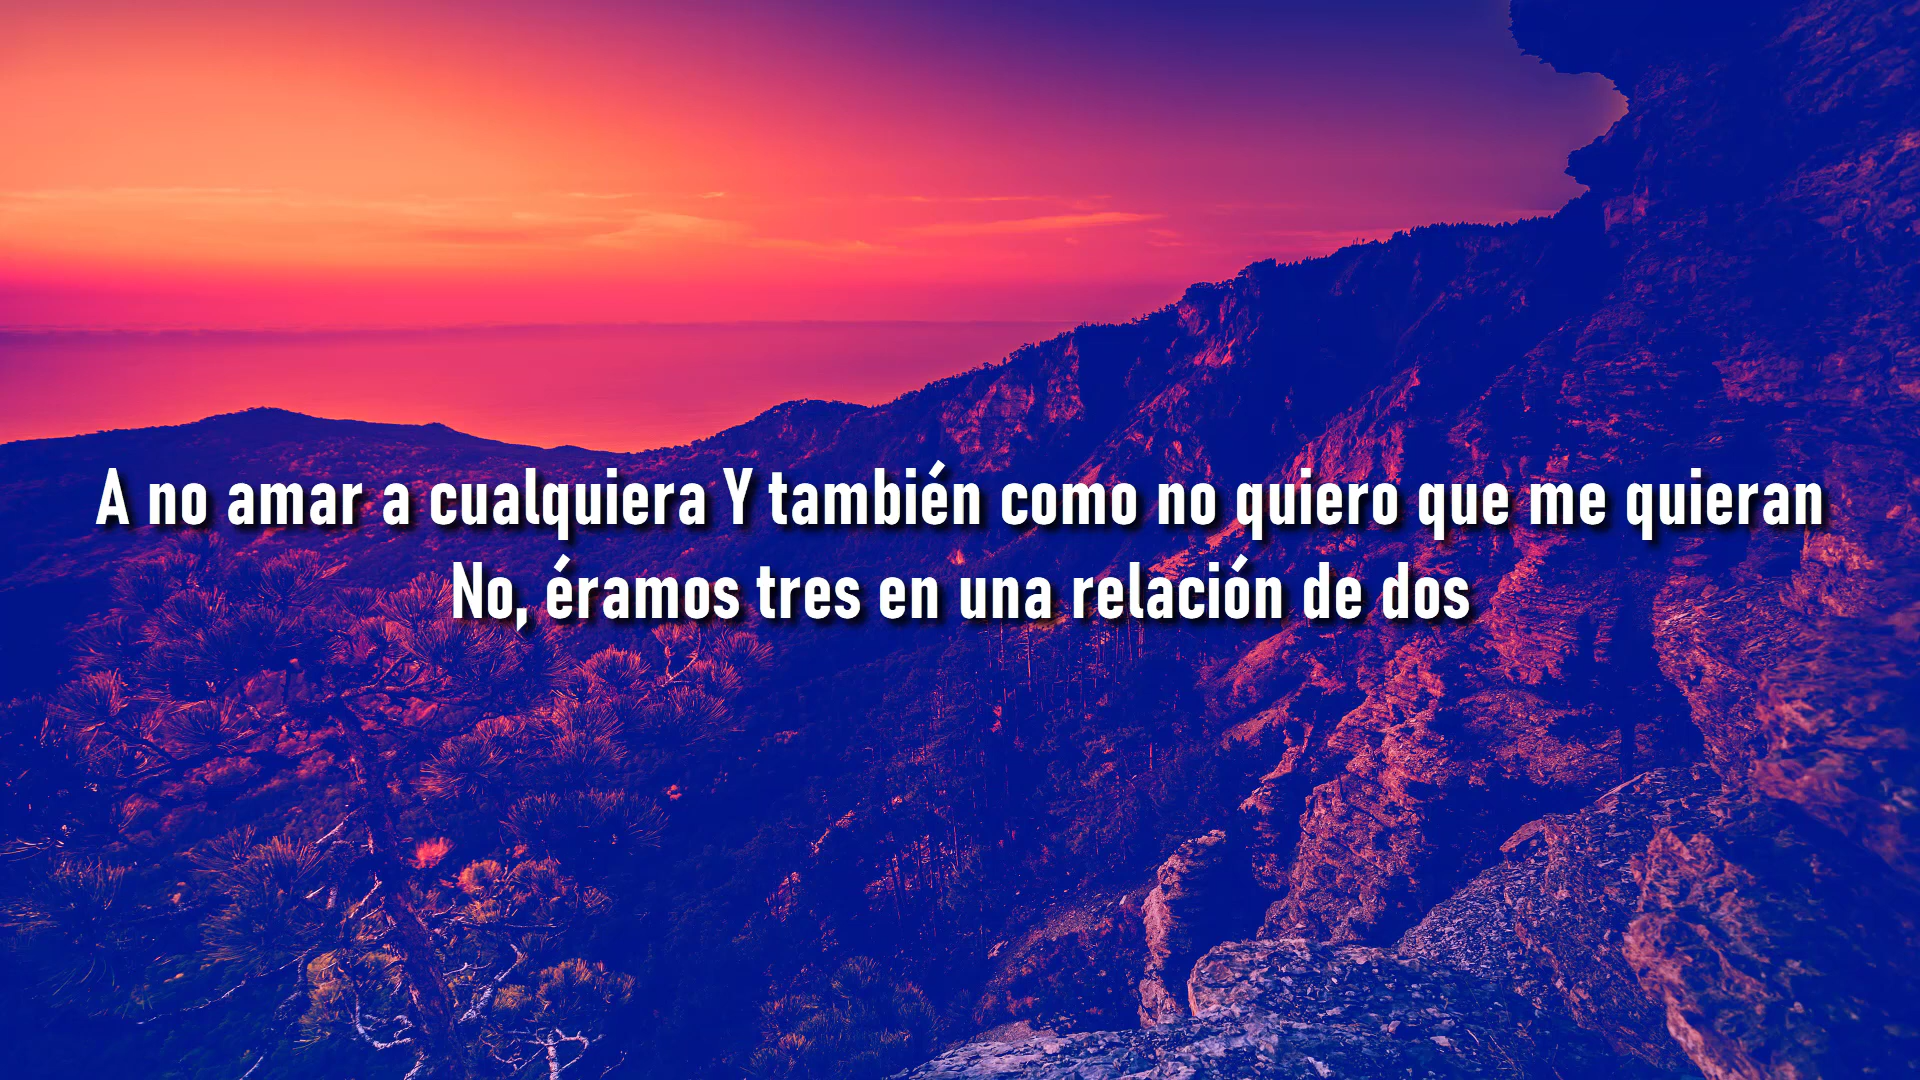 A no amar a cualquiera Y también como no quiero que me quieran
No, éramos tres en una relación de dos